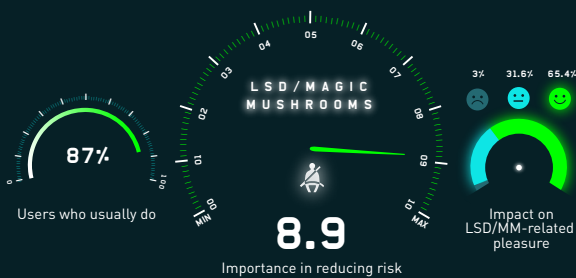 LSD/MAGIC
MUSHROOMS
MIN
00
01
02
03
04
05
06
07
08
09
10
MAX
8.9
Importance in reducing risk
0
87%
100
Users who usually do
3%
31.6%
65.4%
Impact on
LSD/MM-related
pleasure